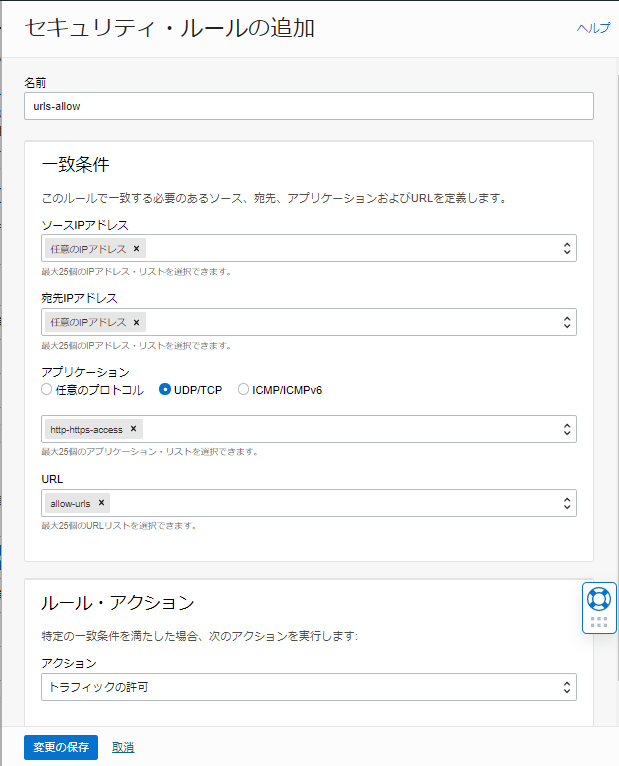 セキュリティ・ルールの追加
ヘルプ
名前
urls-allow
一致条件
このルールで一致する必要のあるソース、宛先、アプリケーションおよびURLを定義します。
ソースIPアドレス
任意のIPアドレス ×
最大25個のIPアドレス・リストを選択できます。
宛先IPアドレス
任意のIPアドレス ×
最大25個のIPアドレス・リストを選択できます。
アプリケーション
任意のプロトコル UDP/TCP ICMP/ICMPv6
http-https-access ×
最大25個のアプリケーション・リストを選択できます。
URL
allow-urls ×
最大25個のURLリストを選択できます。
ルール・アクション
特定の一致条件を満たした場合、次のアクションを実行します:
アクション
トラフィックの許可
変更の保存 取消